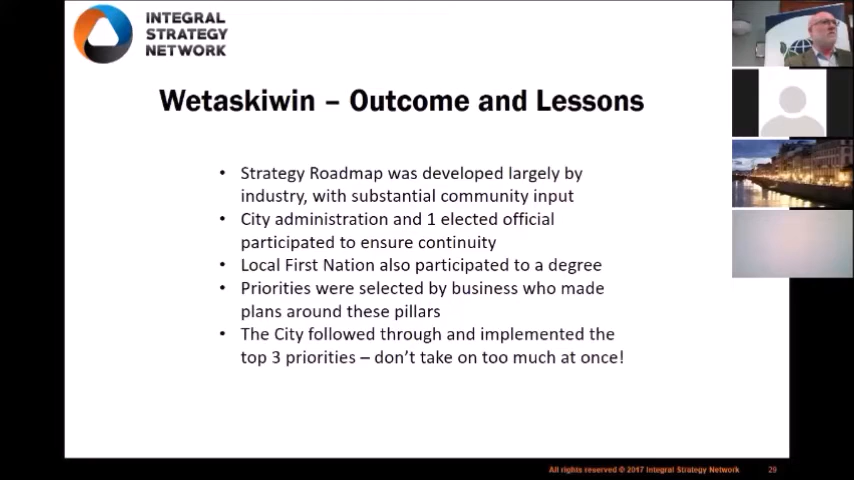 INTEGRAL
STRATEGY
NETWORK
Wetaskiwin – Outcome and Lessons
• Strategy Roadmap was developed largely by
industry, with substantial community input
• City administration and 1 elected official
participated to ensure continuity
• Local First Nation also participated to a degree
• Priorities were selected by business who made
plans around these pillars
• The City followed through and implemented the
top 3 priorities – don't take on too much at once!
All rights reserved © 2017 Integral Strategy Network 29